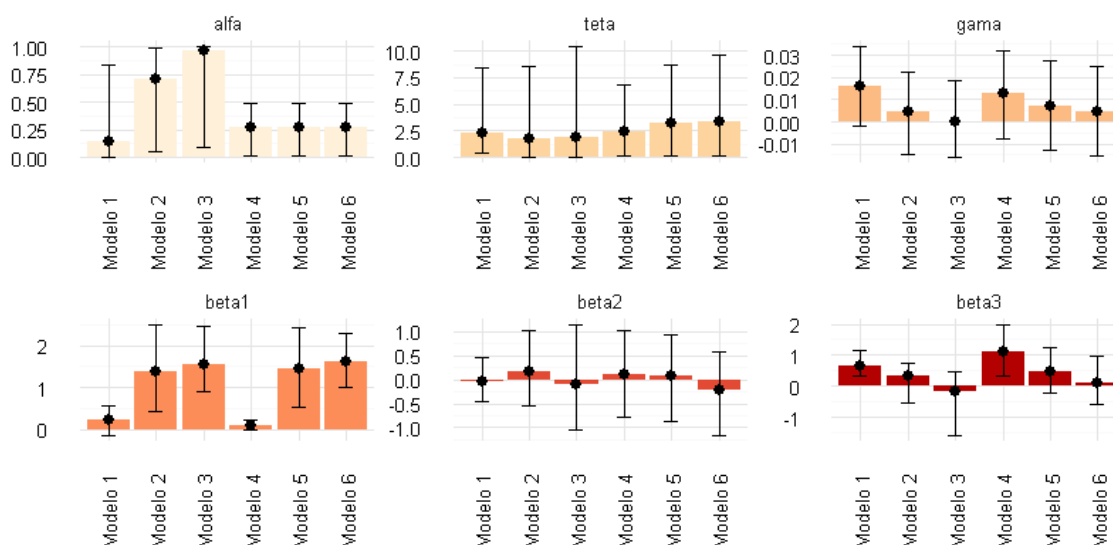 alfa
teta
gama
1.00
0.75
0.50
0.25
0.00
10.0
7.5
5.0
2.5
0.0
0.03
0.02
0.01
0.00
-0.01
Modelo 1
Modelo 2
Modelo 3
Modelo 4
Modelo 5
Modelo 6
Modelo 1
Modelo 2
Modelo 3
Modelo 4
Modelo 5
Modelo 6
Modelo 1
Modelo 2
Modelo 3
Modelo 4
Modelo 5
Modelo 6
beta1
beta2
beta3
2
1
0
1.0
0.5
0.0
-0.5
-1.0
2
1
0
-1
Modelo 1
Modelo 2
Modelo 3
Modelo 4
Modelo 5
Modelo 6
Modelo 1
Modelo 2
Modelo 3
Modelo 4
Modelo 5
Modelo 6
Modelo 1
Modelo 2
Modelo 3
Modelo 4
Modelo 5
Modelo 6